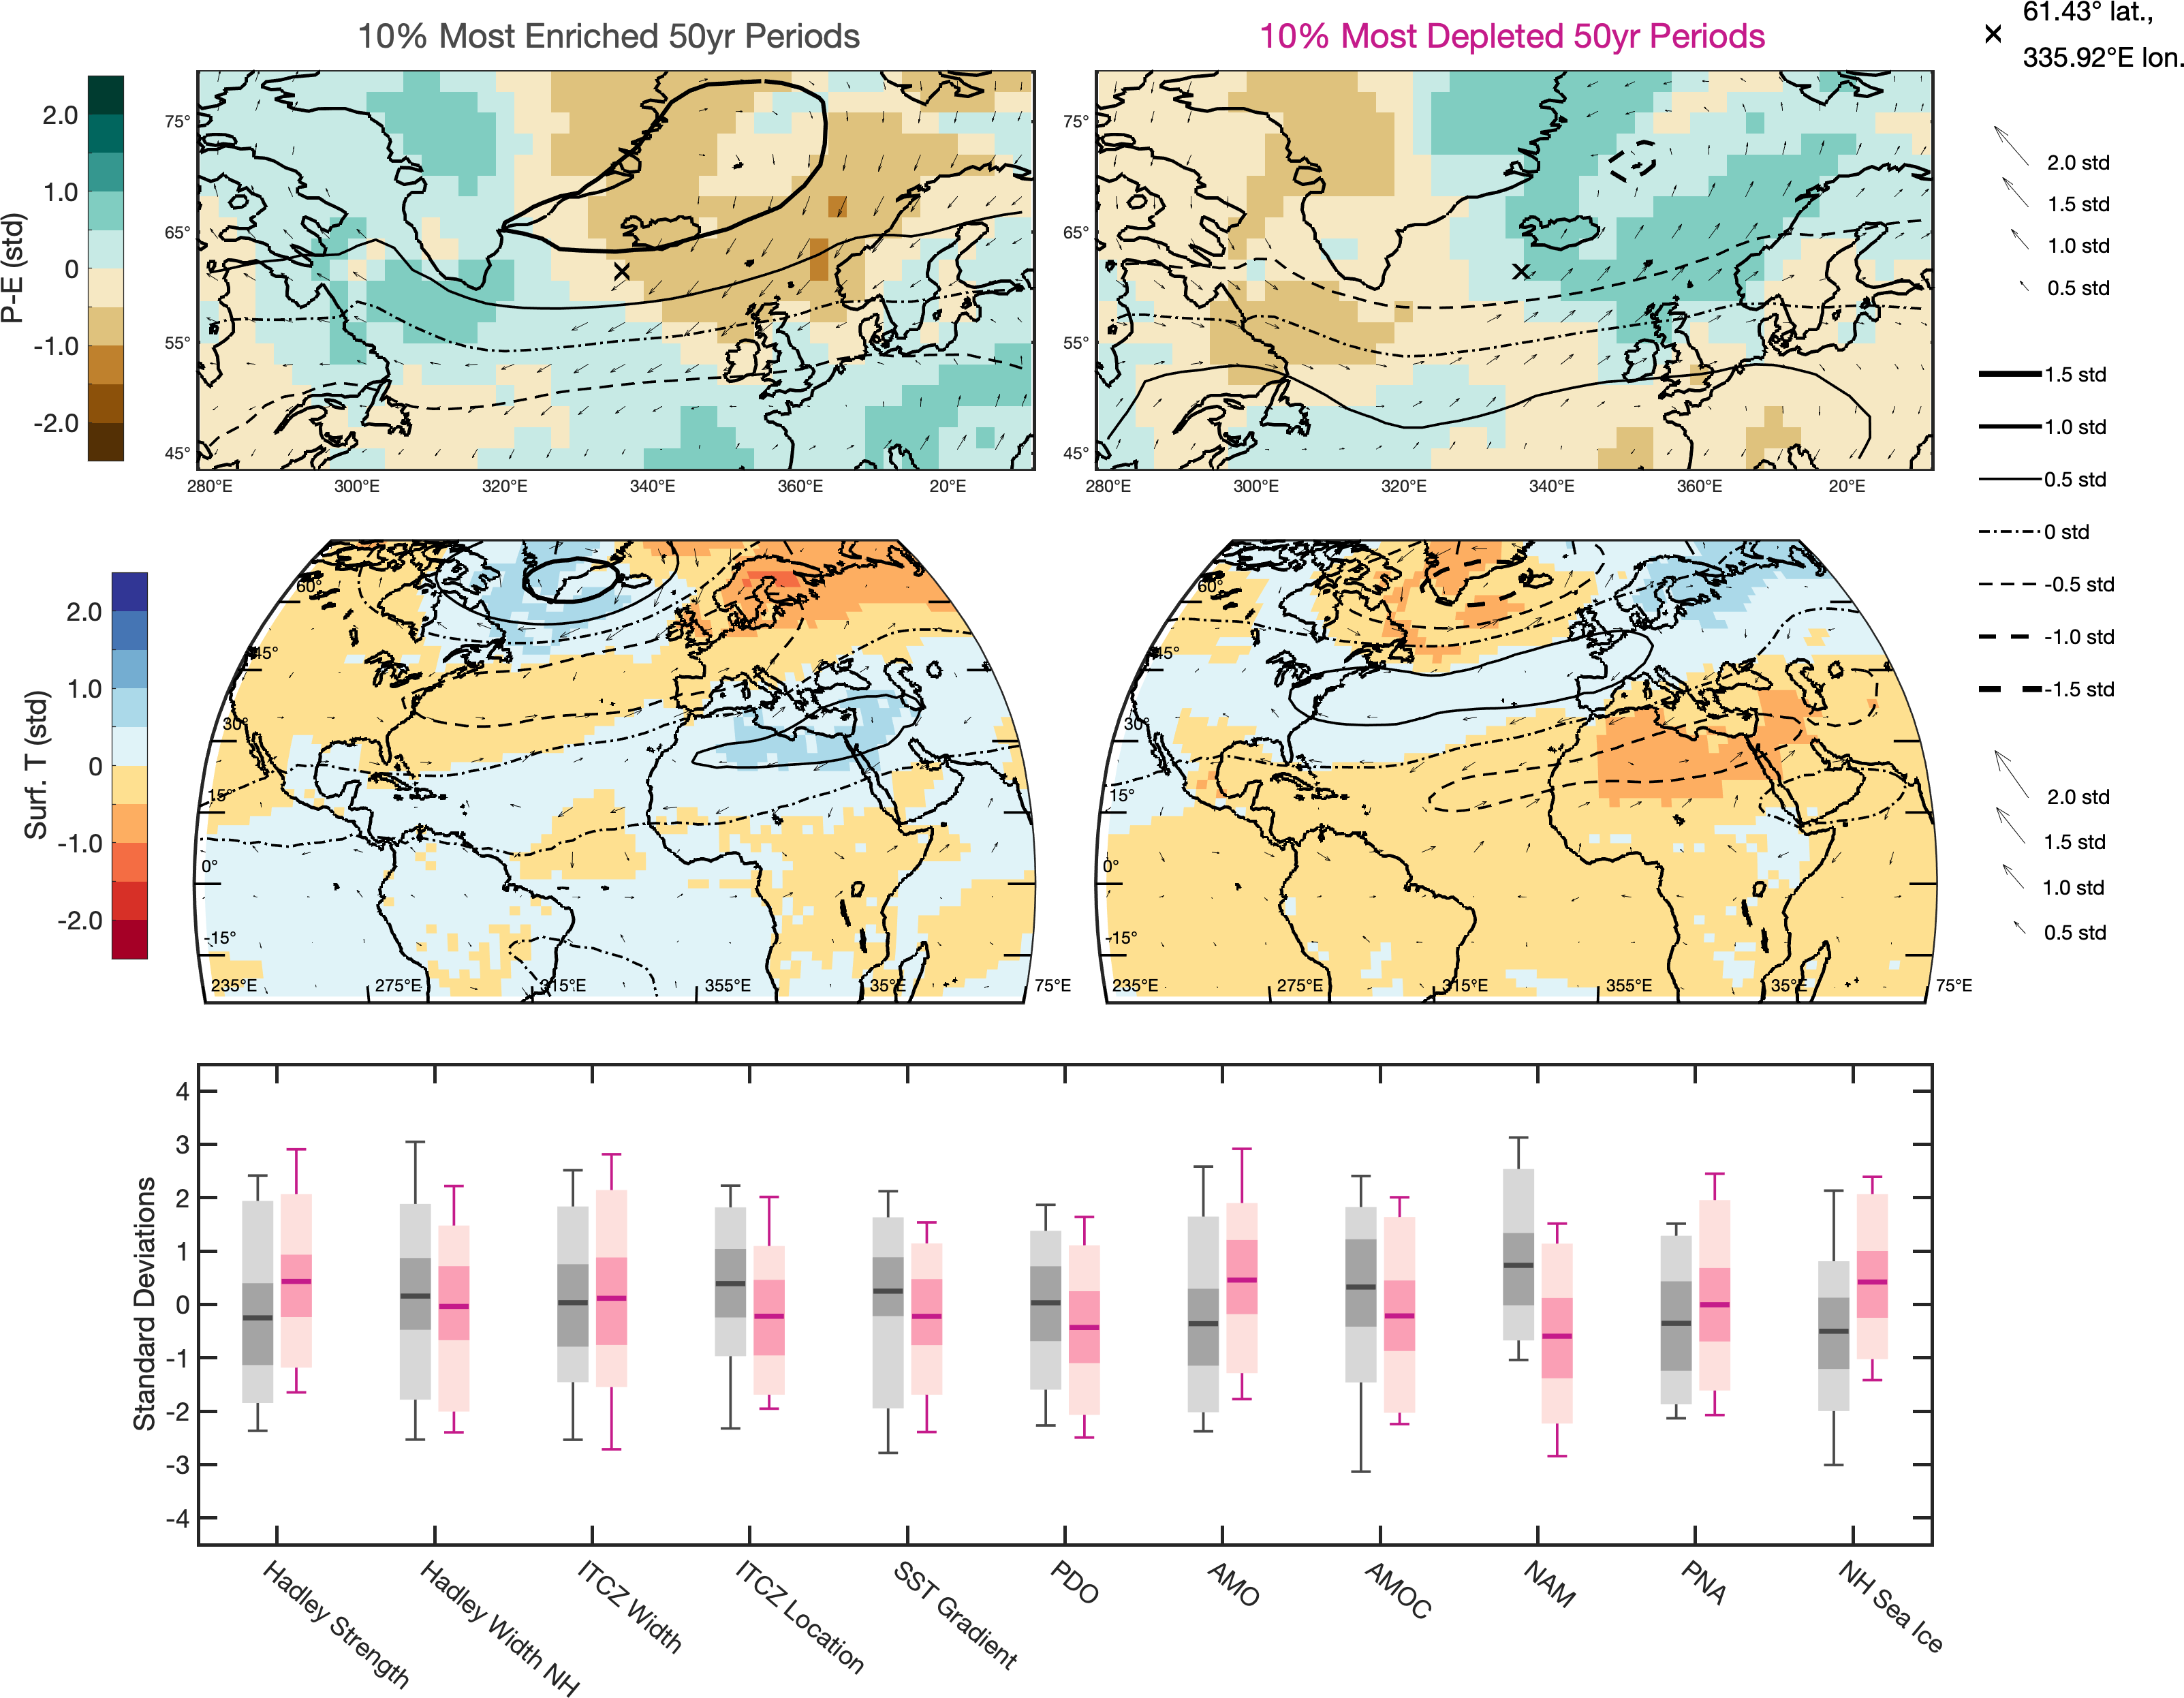 10% Most Enriched 50yr Periods
10% Most Depleted 50yr Periods
61.43° lat.,
335.92°E lon.
P-E (std)
2.0
1.0
0
-1.0
-2.0
75°
65°
55°
45°
280°E
300°E
320°E
340°E
360°E
20°E
75°
65°
55°
45°
280°E
300°E
320°E
340°E
360°E
20°E
2.0 std
1.5 std
1.0 std
0.5 std
1.5 std
1.0 std
0.5 std
0 std
-0.5 std
-1.0 std
-1.5 std
Surf. T (std)
2.0
1.0
0
-1.0
-2.0
60°
45°
30°
15°
0°
-15°
235°E
275°E
315°E
355°E
35°E
75°E
60°
45°
30°
15°
0°
-15°
235°E
275°E
315°E
355°E
35°E
75°E
2.0 std
1.5 std
1.0 std
0.5 std
Standard Deviations
4
3
2
1
0
-1
-2
-3
-4
Hadley Strength
Hadley Width NH
ITCZ Width
ITCZ Location
SST Gradient
PDO
AMO
AMOC
NAM
PNA
NH Sea Ice